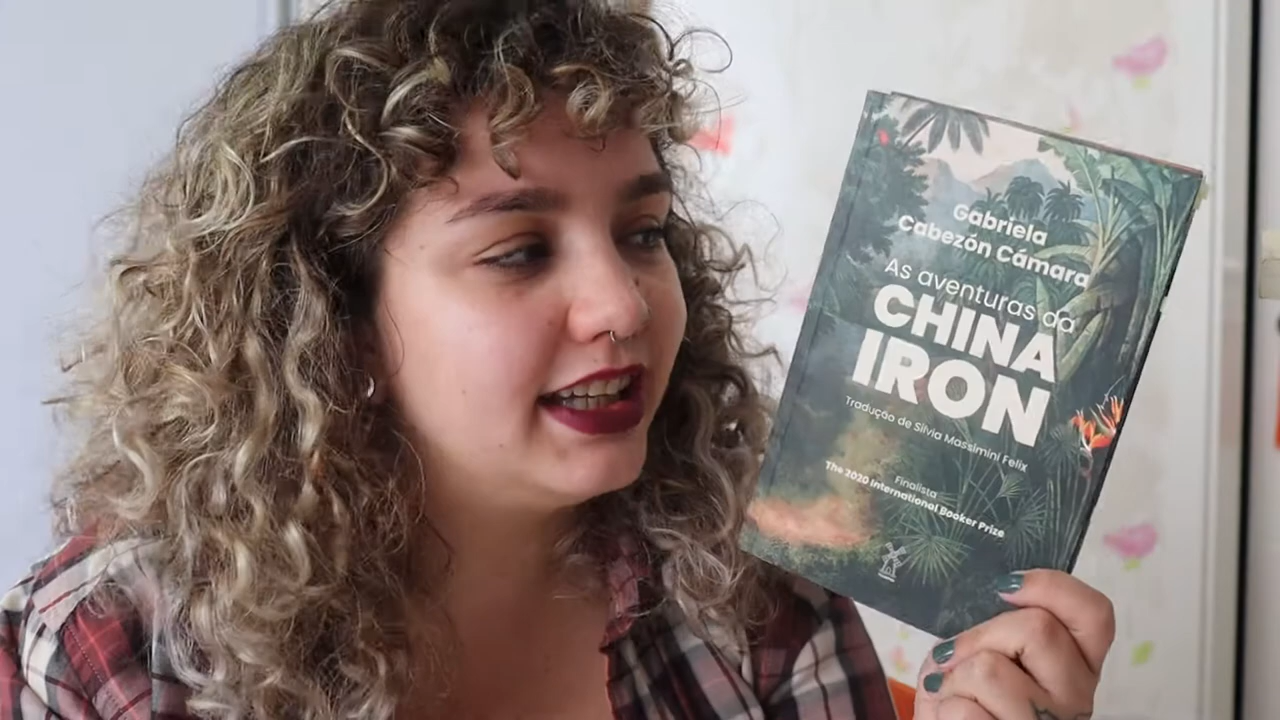 Gabriela
Cabezón Cámara
As aventuras da
CHINA
IRON
Tradução de Silvia Massimini Felix
Finalista
The 2020 International Booker Prize